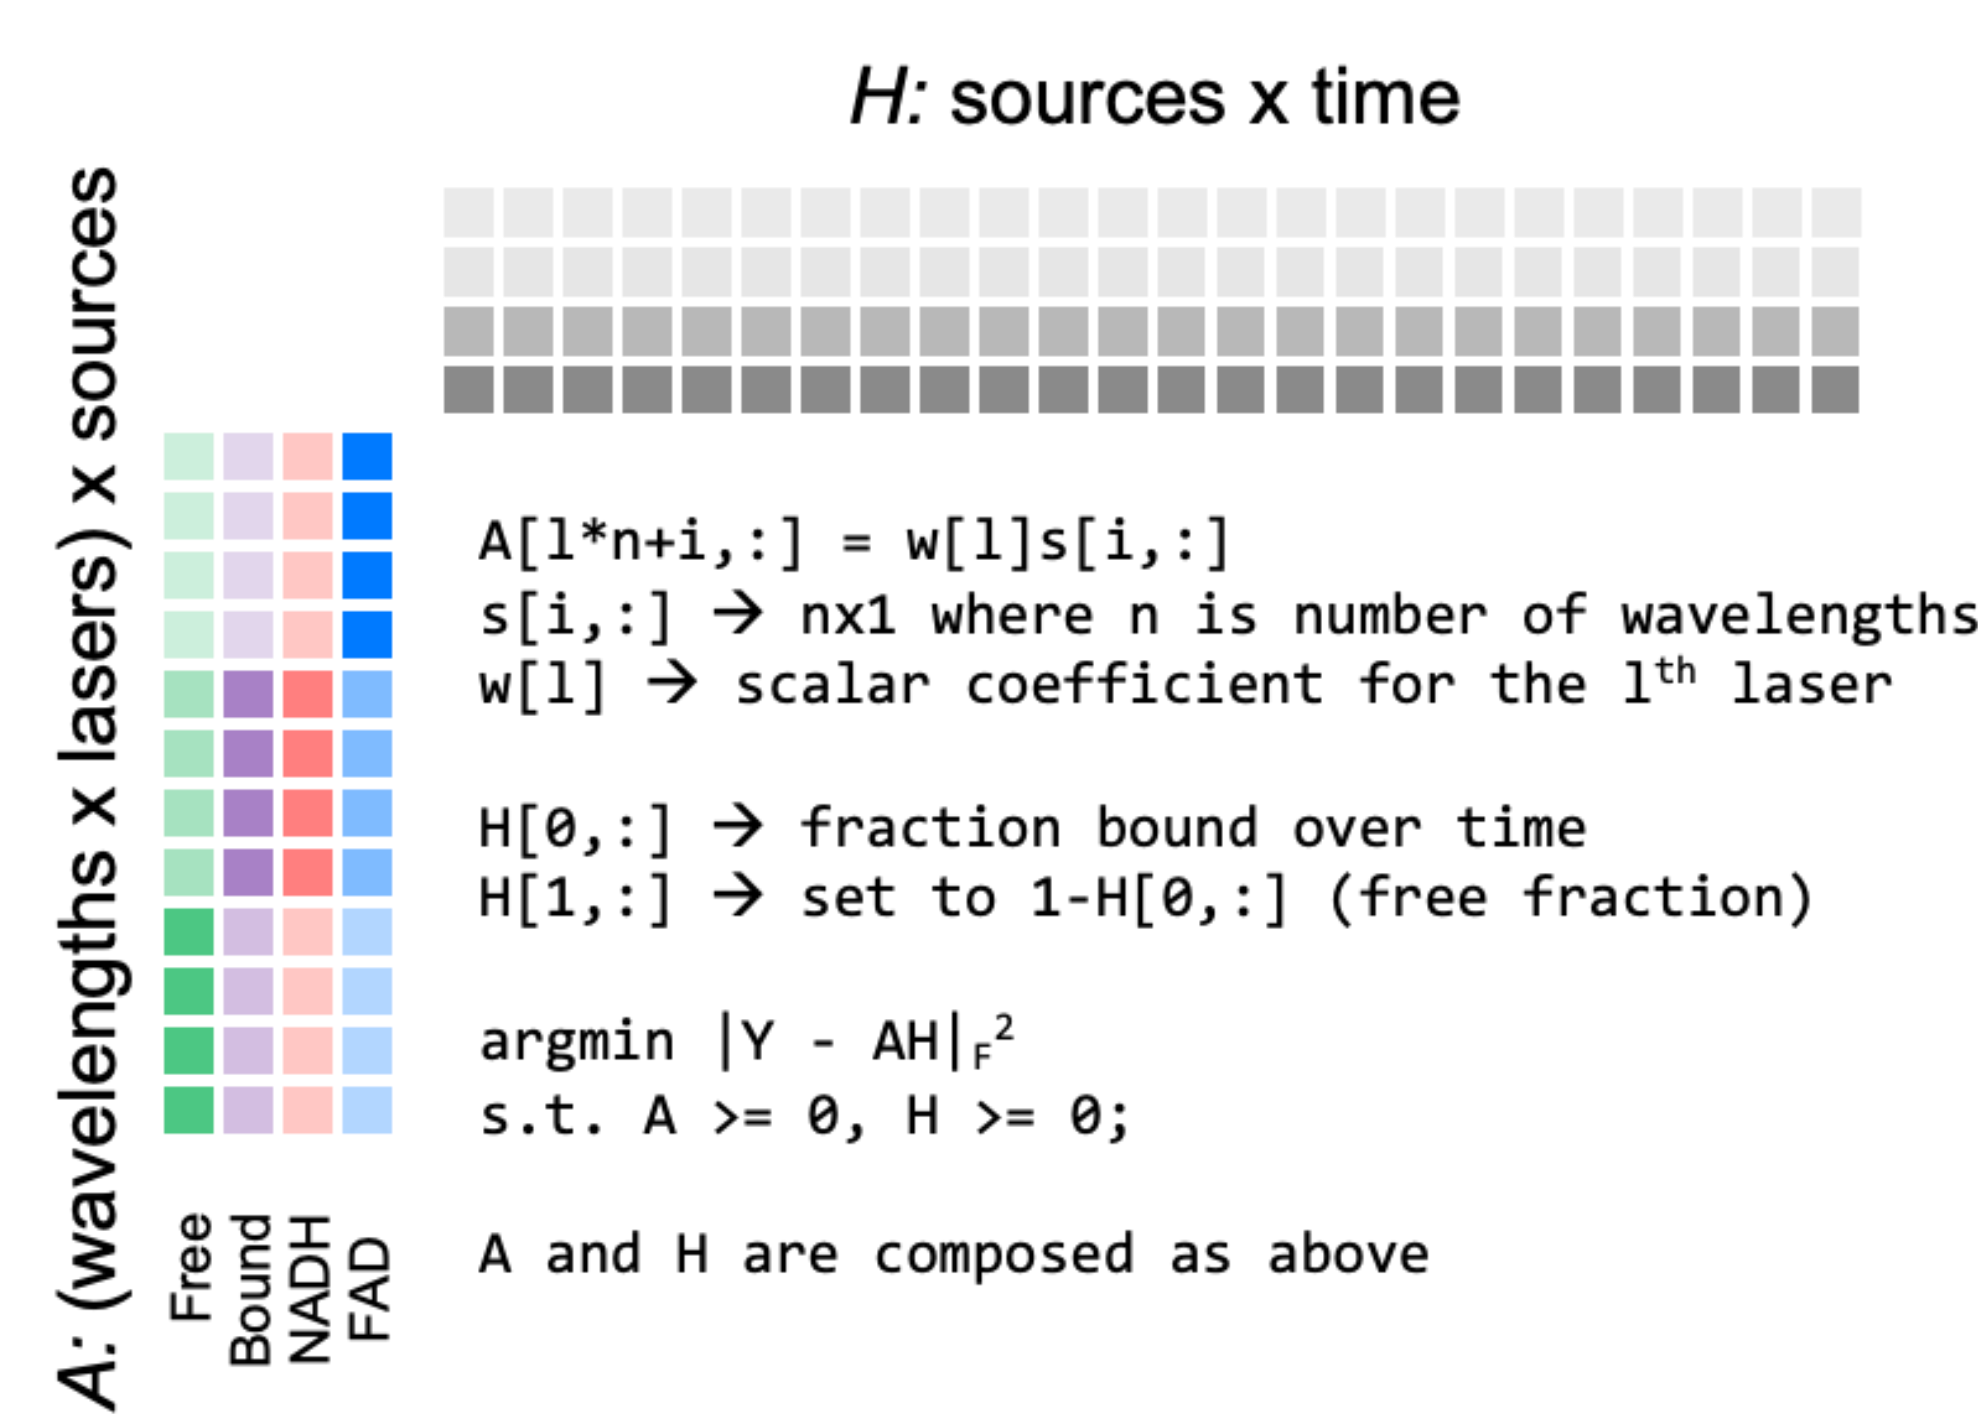 H: sources x time
A: (wavelengths x lasers) x sources
A[l*n+i,:] = w[l]s[i,:]
s[i,:] → nx1 where n is number of wavelengths
w[l] → scalar coefficient for the lᵗʰ laser
H[0,:] → fraction bound over time
H[1,:] → set to 1-H[0,:] (free fraction)
argmin |Y - AH|F²
s.t. A >= 0, H >= 0;
A and H are composed as above
Free
Bound
NADH
FAD